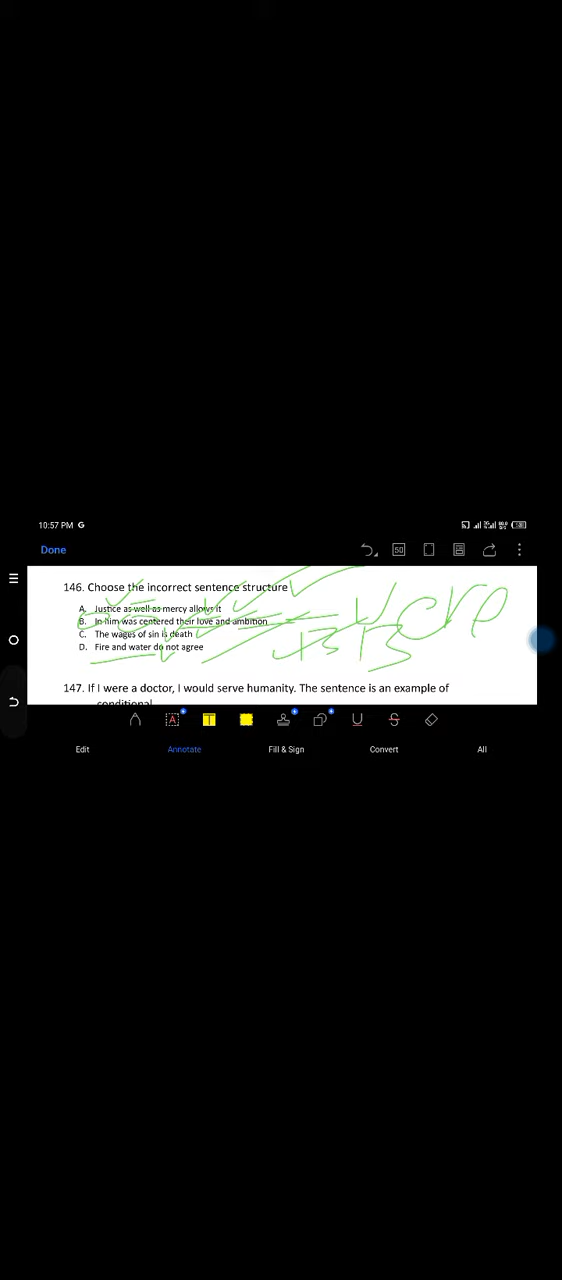 10:57 PM G
Done
50
146. Choose the incorrect sentence structure
A. Justice as well as mercy allows it
B. In him was centered their love and ambition
C. The wages of sin is death
D. Fire and water do not agree
147. If I were a doctor, I would serve humanity. The sentence is an example of
conditional
A T U S
Edit Annotate Fill & Sign Convert All